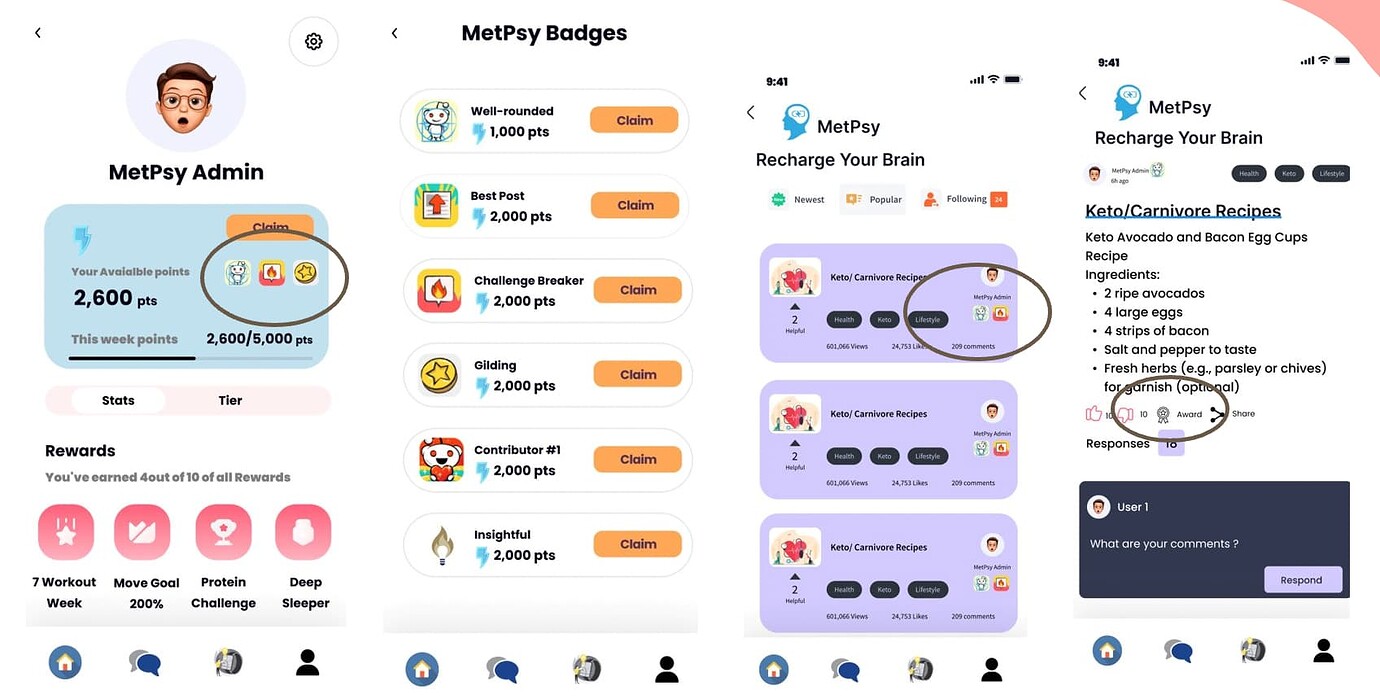 MetPsy Admin
Claim
Your Avaialble points
2,600 pts
This week points
2,600/5,000 pts
Stats
Tier
Rewards
You've earned 4out of 10 of all Rewards
7 Workout
Week
Move Goal
200%
Protein
Challenge
Deep
Sleeper
MetPsy Badges
Well-rounded
1,000 pts
Claim
Best Post
2,000 pts
Claim
Challenge Breaker
2,000 pts
Claim
Gilding
2,000 pts
Claim
Contributor #1
2,000 pts
Claim
Insightful
2,000 pts
Claim
9:41
MetPsy
Recharge Your Brain
Newest
Popular
Following
24
Keto/ Carnivore Recipes
MetPsy Admin
2
Helpful
Health
Keto
Lifestyle
601,066 Views
24,753 Likes
209 comments
Keto/ Carnivore Recipes
MetPsy Admin
2
Helpful
Health
Keto
Lifestyle
601,066 Views
24,753 Likes
209 comments
Keto/ Carnivore Recipes
MetPsy Admin
2
Helpful
Health
Keto
Lifestyle
601,066 Views
24,753 Likes
209 comments
9:41
MetPsy
Recharge Your Brain
MetPsy Admin
6h ago
Health
Keto
Lifestyle
Keto/Carnivore Recipes
Keto Avocado and Bacon Egg Cups
Recipe
Ingredients:
• 2 ripe avocados
• 4 large eggs
• 4 strips of bacon
• Salt and pepper to taste
• Fresh herbs (e.g., parsley or chives)
for garnish (optional)
10
10
Award
Share
Responses
18
User 1
What are your comments ?
Respond